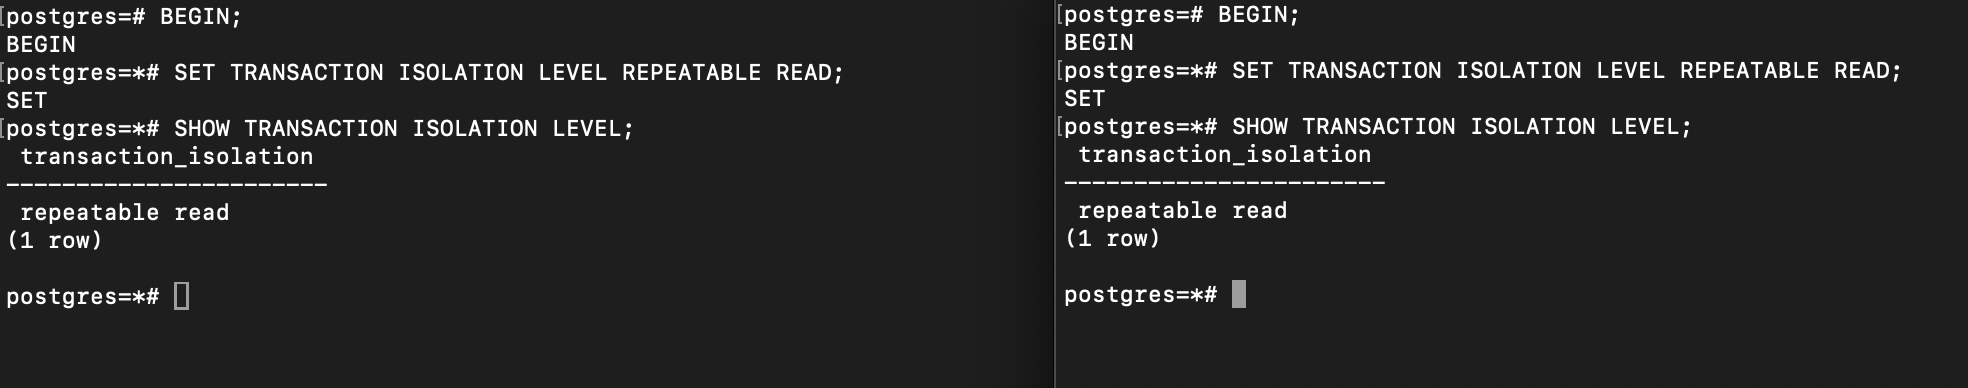 postgres=# BEGIN;
BEGIN
postgres=*# SET TRANSACTION ISOLATION LEVEL REPEATABLE READ;
SET
postgres=*# SHOW TRANSACTION ISOLATION LEVEL;
 transaction_isolation
-----------------------
 repeatable read
(1 row)
postgres=*#
postgres=# BEGIN;
BEGIN
postgres=*# SET TRANSACTION ISOLATION LEVEL REPEATABLE READ;
SET
postgres=*# SHOW TRANSACTION ISOLATION LEVEL;
 transaction_isolation
-----------------------
 repeatable read
(1 row)
postgres=*#